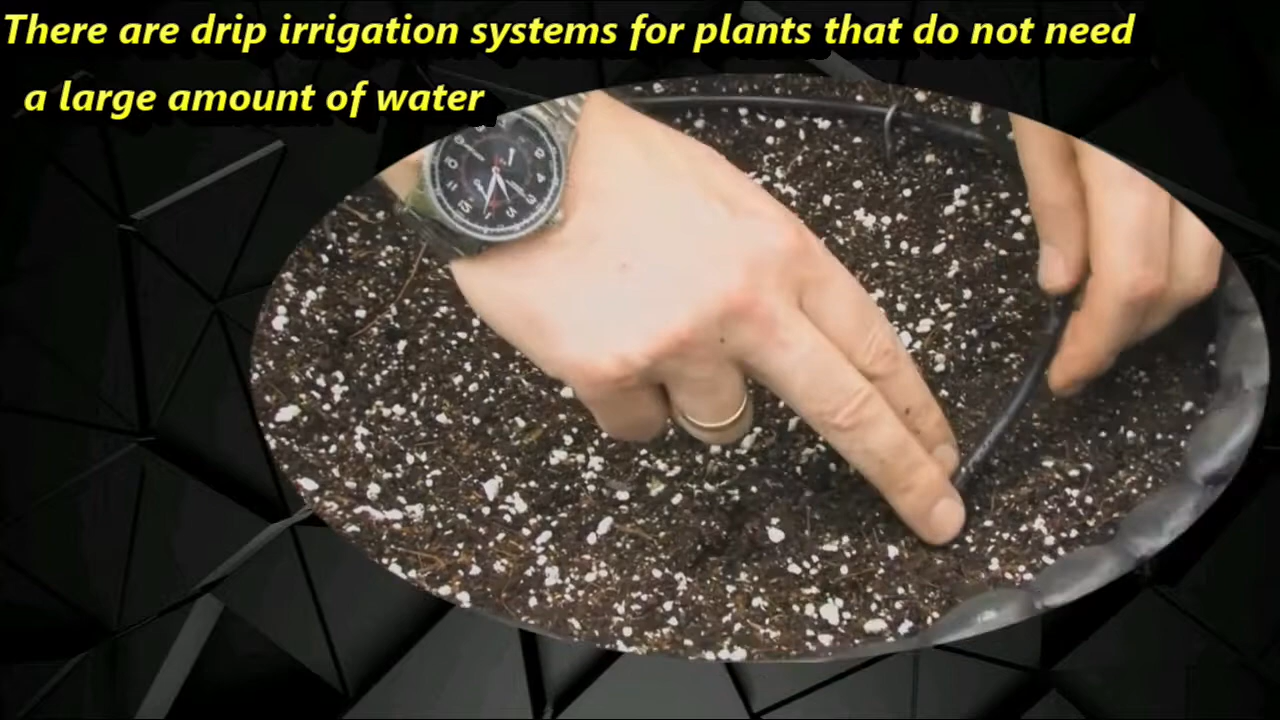 There are drip irrigation systems for plants that do not need
a large amount of water